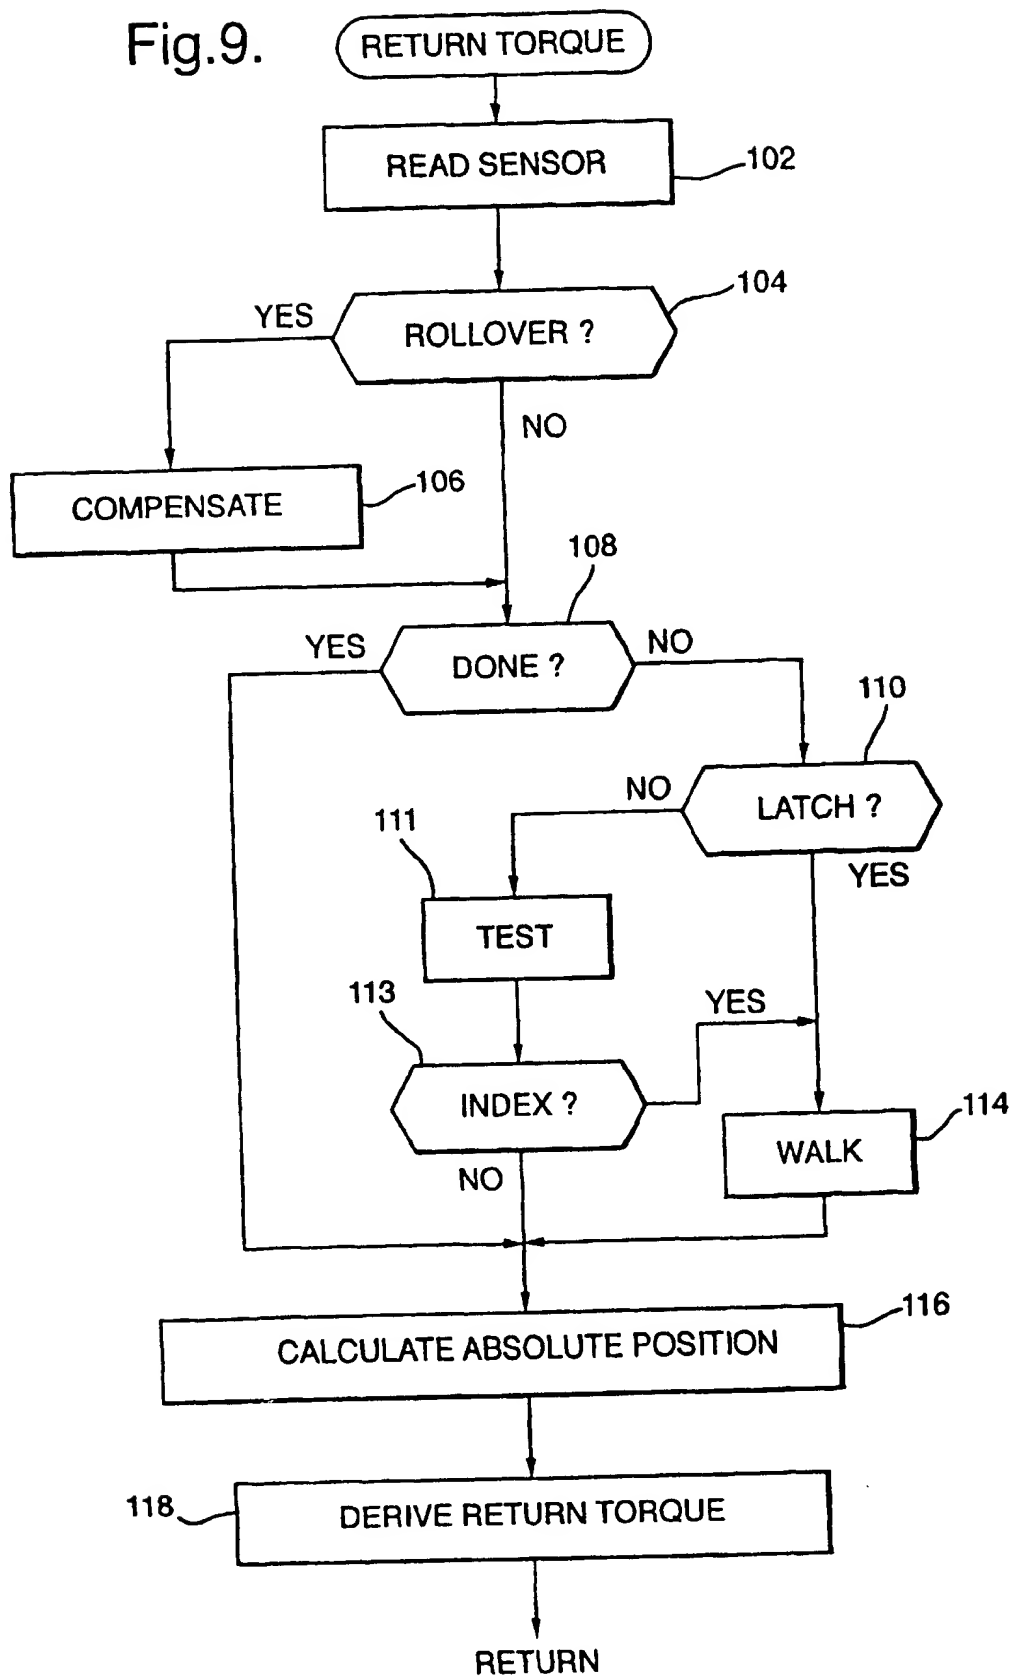 Fig.9.
RETURN TORQUE
READ SENSOR
102
104
YES
ROLLOVER ?
NO
COMPENSATE
106
108
YES
DONE ?
NO
110
NO
LATCH ?
111
YES
TEST
113
YES
INDEX ?
114
WALK
NO
116
CALCULATE ABSOLUTE POSITION
118
DERIVE RETURN TORQUE
RETURN